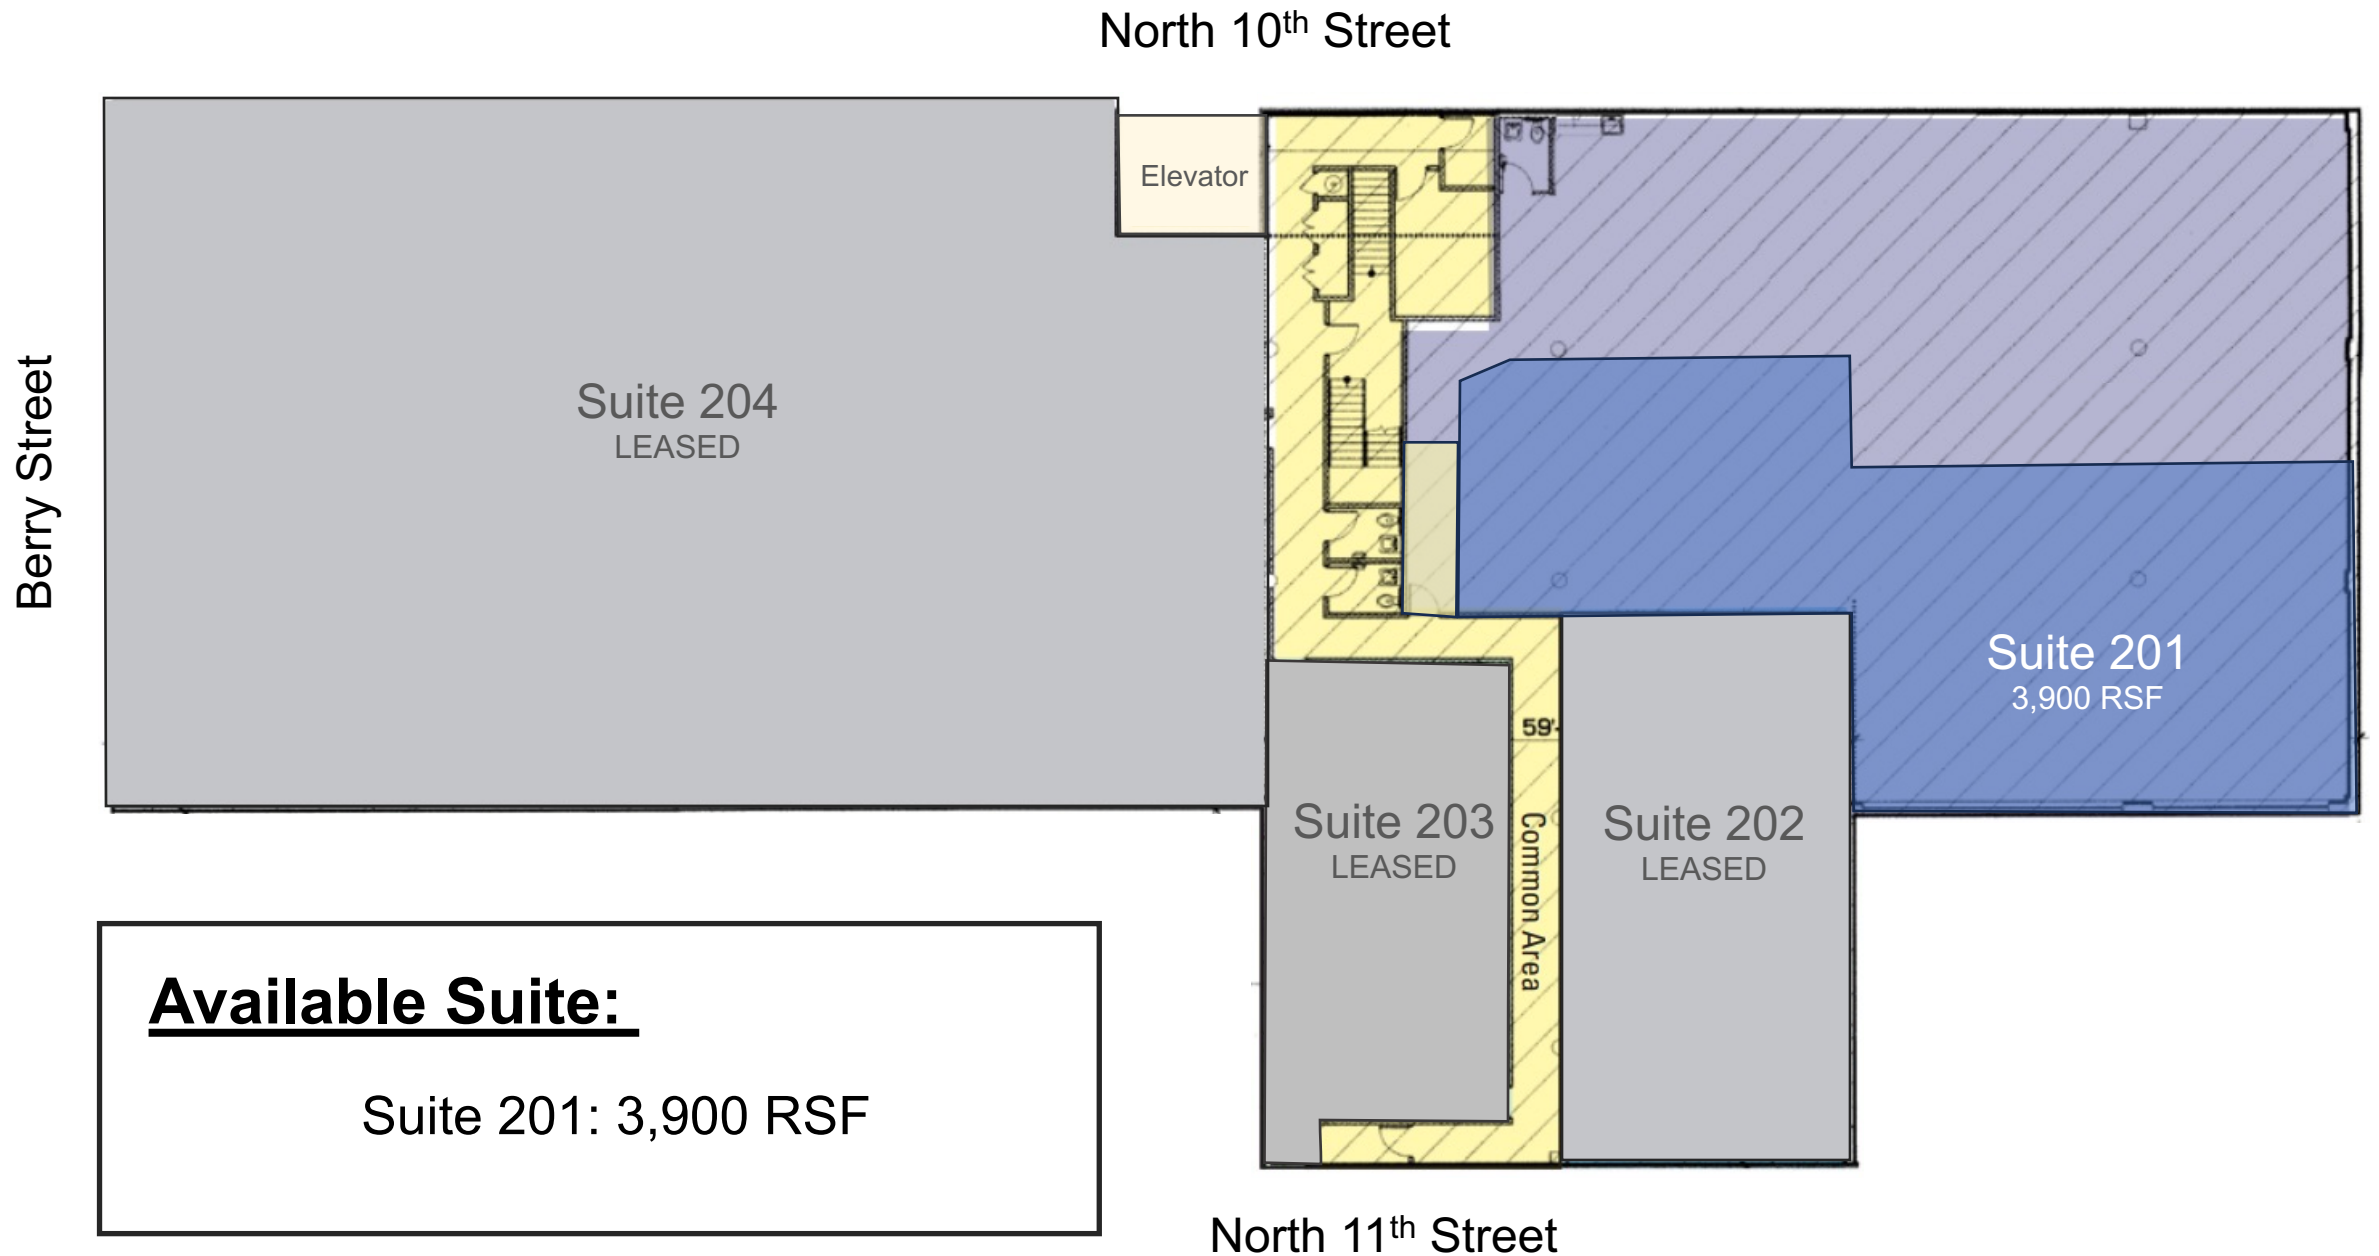 North 10th Street
Elevator
Berry Street
Suite 204
LEASED
Suite 201
3,900 RSF
59'-
Suite 203
LEASED
Common Area
Suite 202
LEASED
Available Suite:
Suite 201: 3,900 RSF
North 11th Street